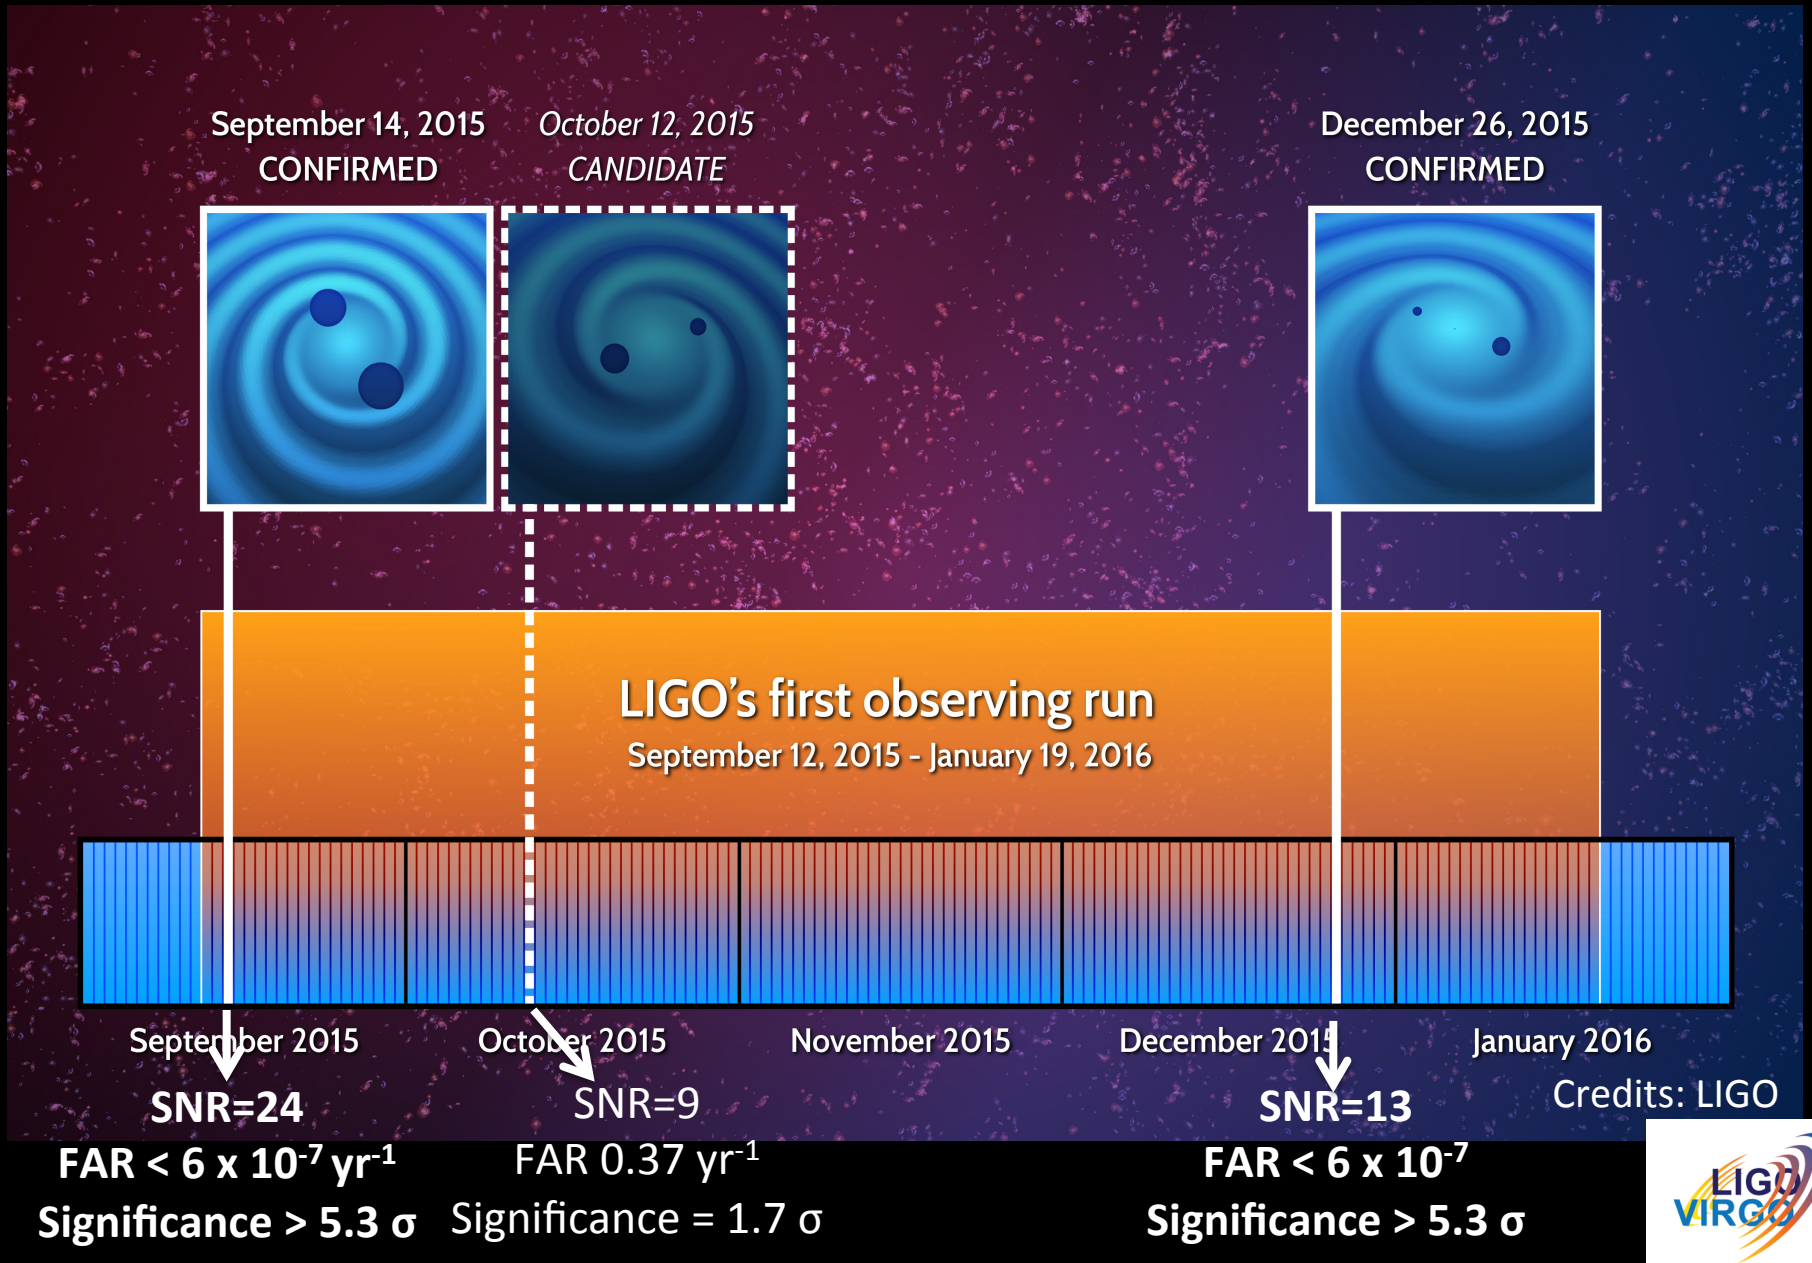 September 14, 2015
CONFIRMED
October 12, 2015
CANDIDATE
December 26, 2015
CONFIRMED
LIGO's first observing run
September 12, 2015 - January 19, 2016
September 2015
October 2015
November 2015
December 2015
January 2016
SNR=24
FAR < 6 x 10⁻⁷ yr⁻¹
Significance > 5.3 σ
SNR=9
FAR 0.37 yr⁻¹
Significance = 1.7 σ
SNR=13
FAR < 6 x 10⁻⁷
Significance > 5.3 σ
Credits: LIGO
LIGO
VIRGO